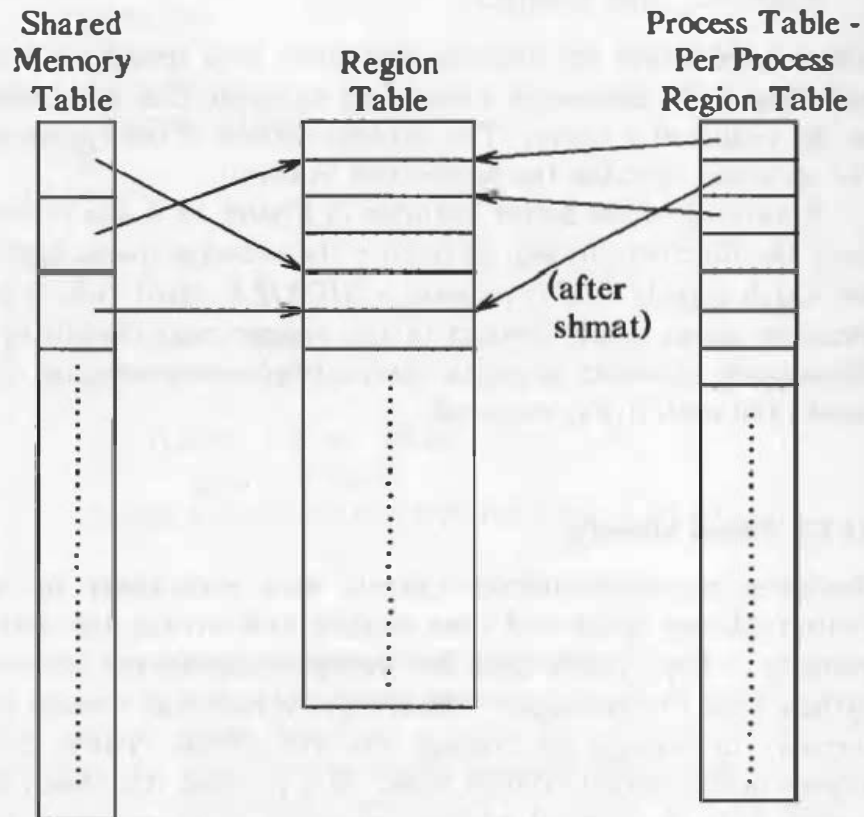 Shared
Memory
Table
Region
Table
Process Table -
Per Process
Region Table
(after
shmat)